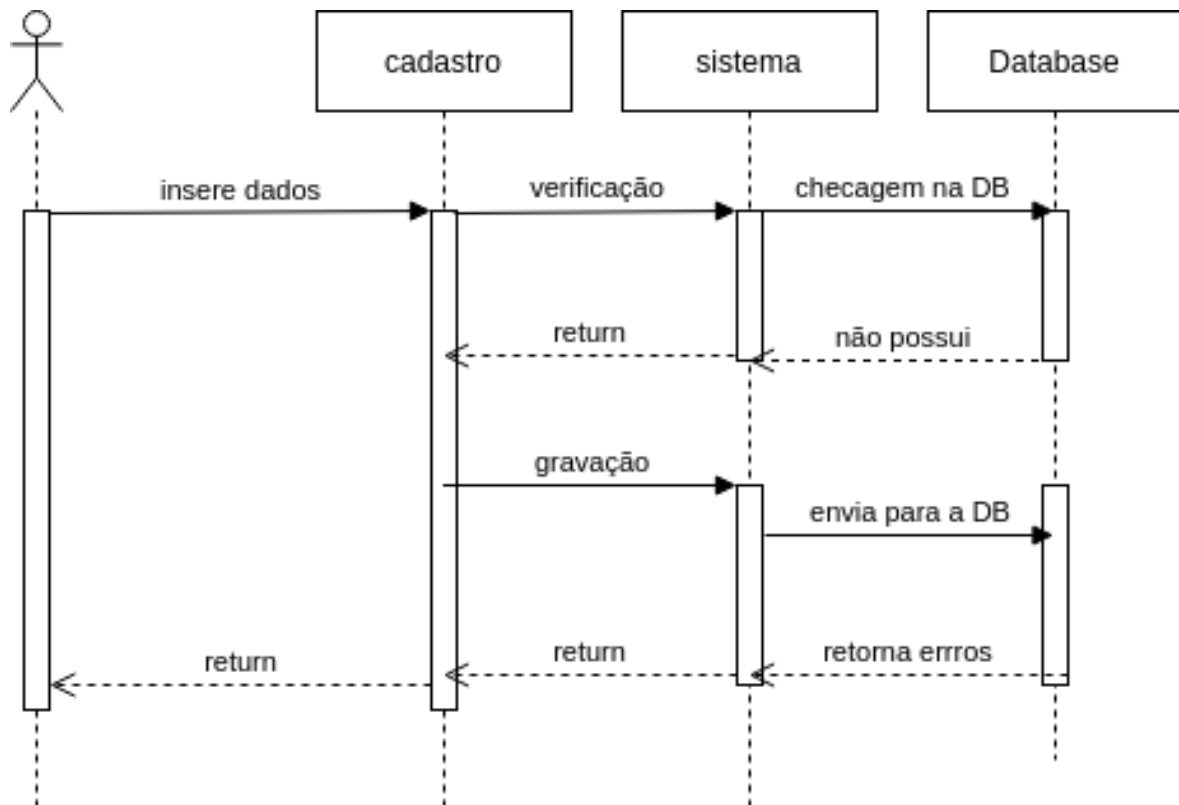 cadastro
sistema
Database
insere dados
verificação
checagem na DB
return
não possui
gravação
envia para a DB
return
return
retorna errros